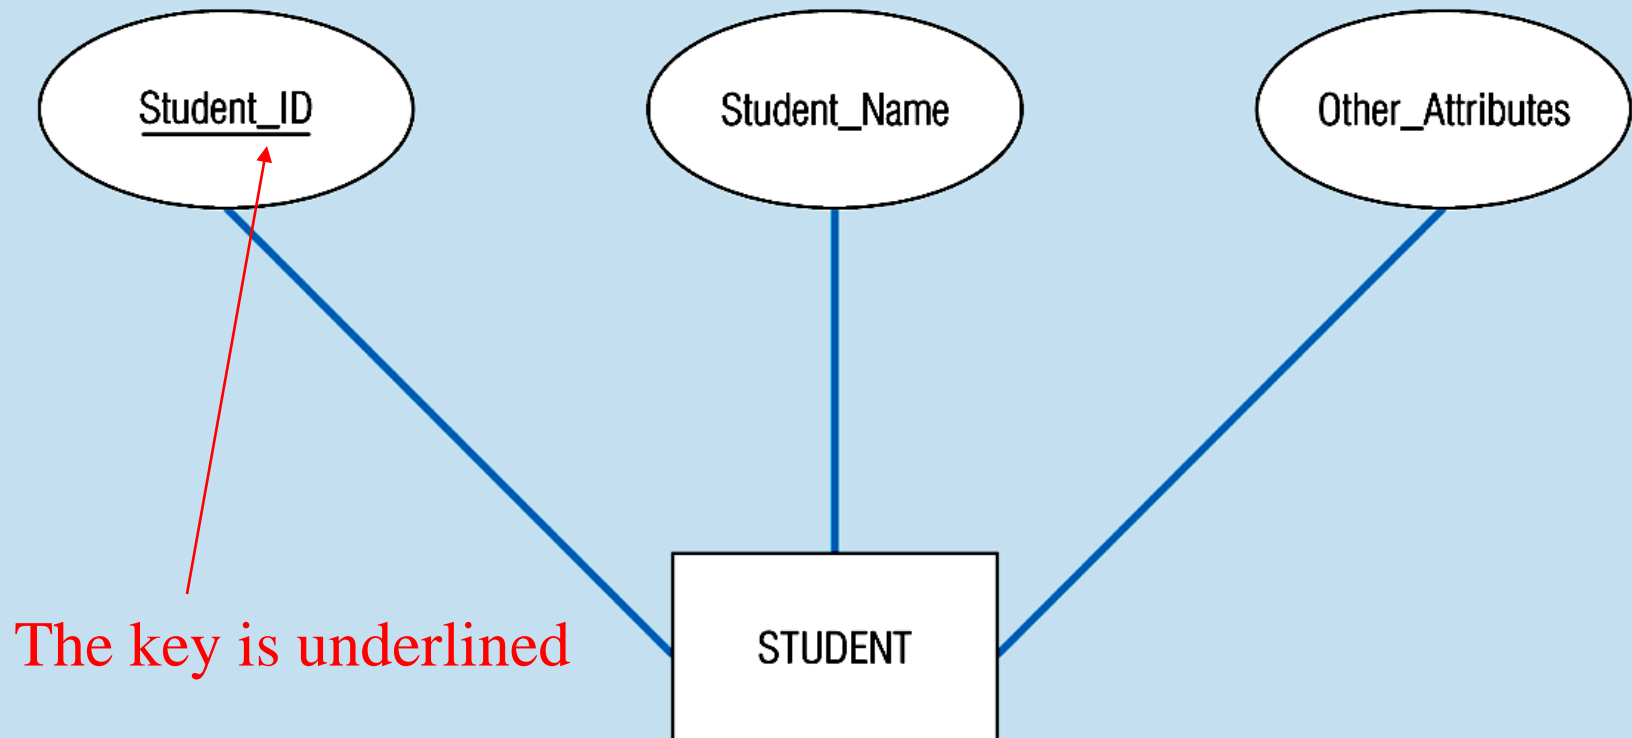 Student_ID
Student_Name
Other_Attributes
The key is underlined
STUDENT